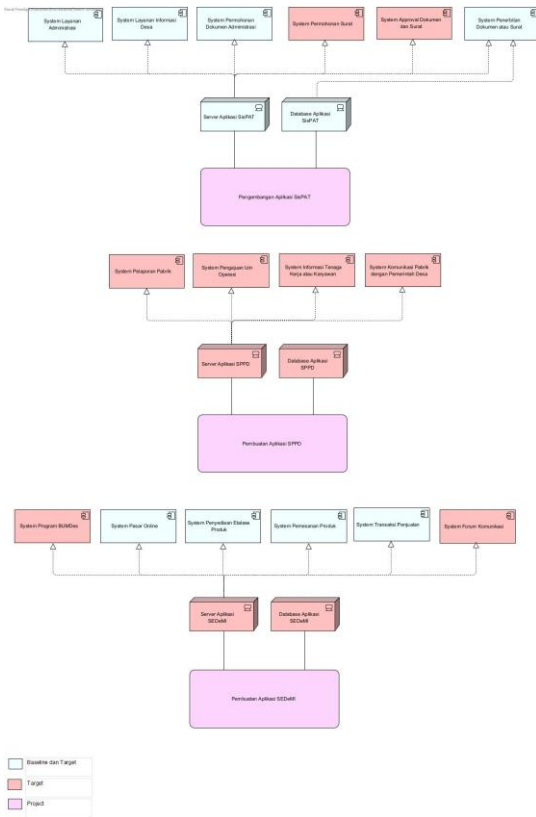 System Layanan
Administrasi
System Layanan Informasi
Desa
System Permohonan
Dokumen Administrasi
System Permohonan Surat
System Approval Dokumen
dan Surat
System Penerbitan
Dokumen atau Surat
Server Aplikasi SisPAT
Database Aplikasi
SisPAT
Pengembangan Aplikasi SisPAT
System Pelaporan Pabrik
System Pengajuan Izin
Operasi
System Informasi Tenaga
Kerja atau Karyawan
System Komunikasi Pabrik
dengan Pemerintah Desa
Server Aplikasi SPPD
Database Aplikasi
SPPD
Pembuatan Aplikasi SPPD
System Program BUMDes
System Pasar Online
System Penyediaan Etalase
Produk
System Pemesanan Produk
System Transaksi Penjualan
System Forum Komunikasi
Server Aplikasi
SEDeMI
Database Aplikasi
SEDeMI
Pembuatan Aplikasi SEDeMI
Baseline dan Target
Target
Project